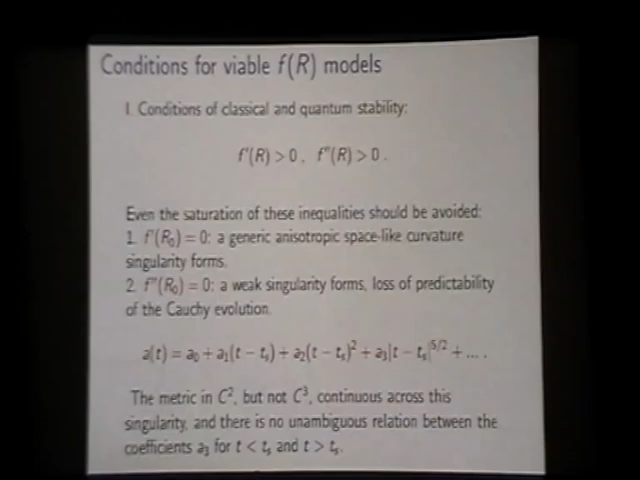 Conditions for viable f(R) models
I. Conditions of classical and quantum stability:
f'(R) > 0 , f''(R) > 0 .
Even the saturation of these inequalities should be avoided:
1. f'(R₀) = 0: a generic anisotropic space-like curvature
singularity forms.
2. f''(R₀) = 0: a weak singularity forms, loss of predictability
of the Cauchy evolution.
a(t) = a₀ + a₁(t − tₛ) + a₂(t − tₛ)² + a₃|t − tₛ|^5/2 + ... .
The metric in C², but not C³, continuous across this
singularity, and there is no unambiguous relation between the
coefficients a₃ for t < tₛ and t > tₛ.